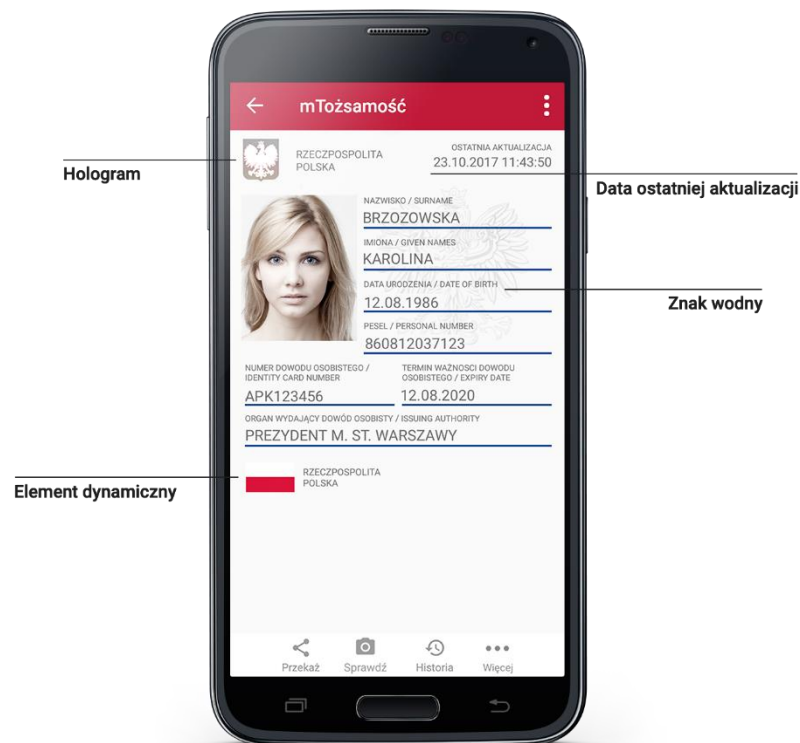 mTożsamość
OSTATNIA AKTUALIZACJA
RZECZPOSPOLITA
POLSKA
23.10.2017 11:43:50
Hologram
Data ostatniej aktualizacji
NAZWISKO / SURNAME
BRZOZOWSKA
IMIONA / GIVEN NAMES
KAROLINA
DATA URODZENIA / DATE OF BIRTH
12.08.1986
Znak wodny
PESEL / PERSONAL NUMBER
860812037123
NUMER DOWODU OSOBISTEGO /
IDENTITY CARD NUMBER
APK123456
TERMIN WAŻNOSCI DOWODU
OSOBISTEGO / EXPIRY DATE
12.08.2020
ORGAN WYDAJĄCY DOWÓD OSOBISTY / ISSUING AUTHORITY
PREZYDENT M. ST. WARSZAWY
RZECZPOSPOLITA
POLSKA
Element dynamiczny
Przekaż
Sprawdź
Historia
Więcej